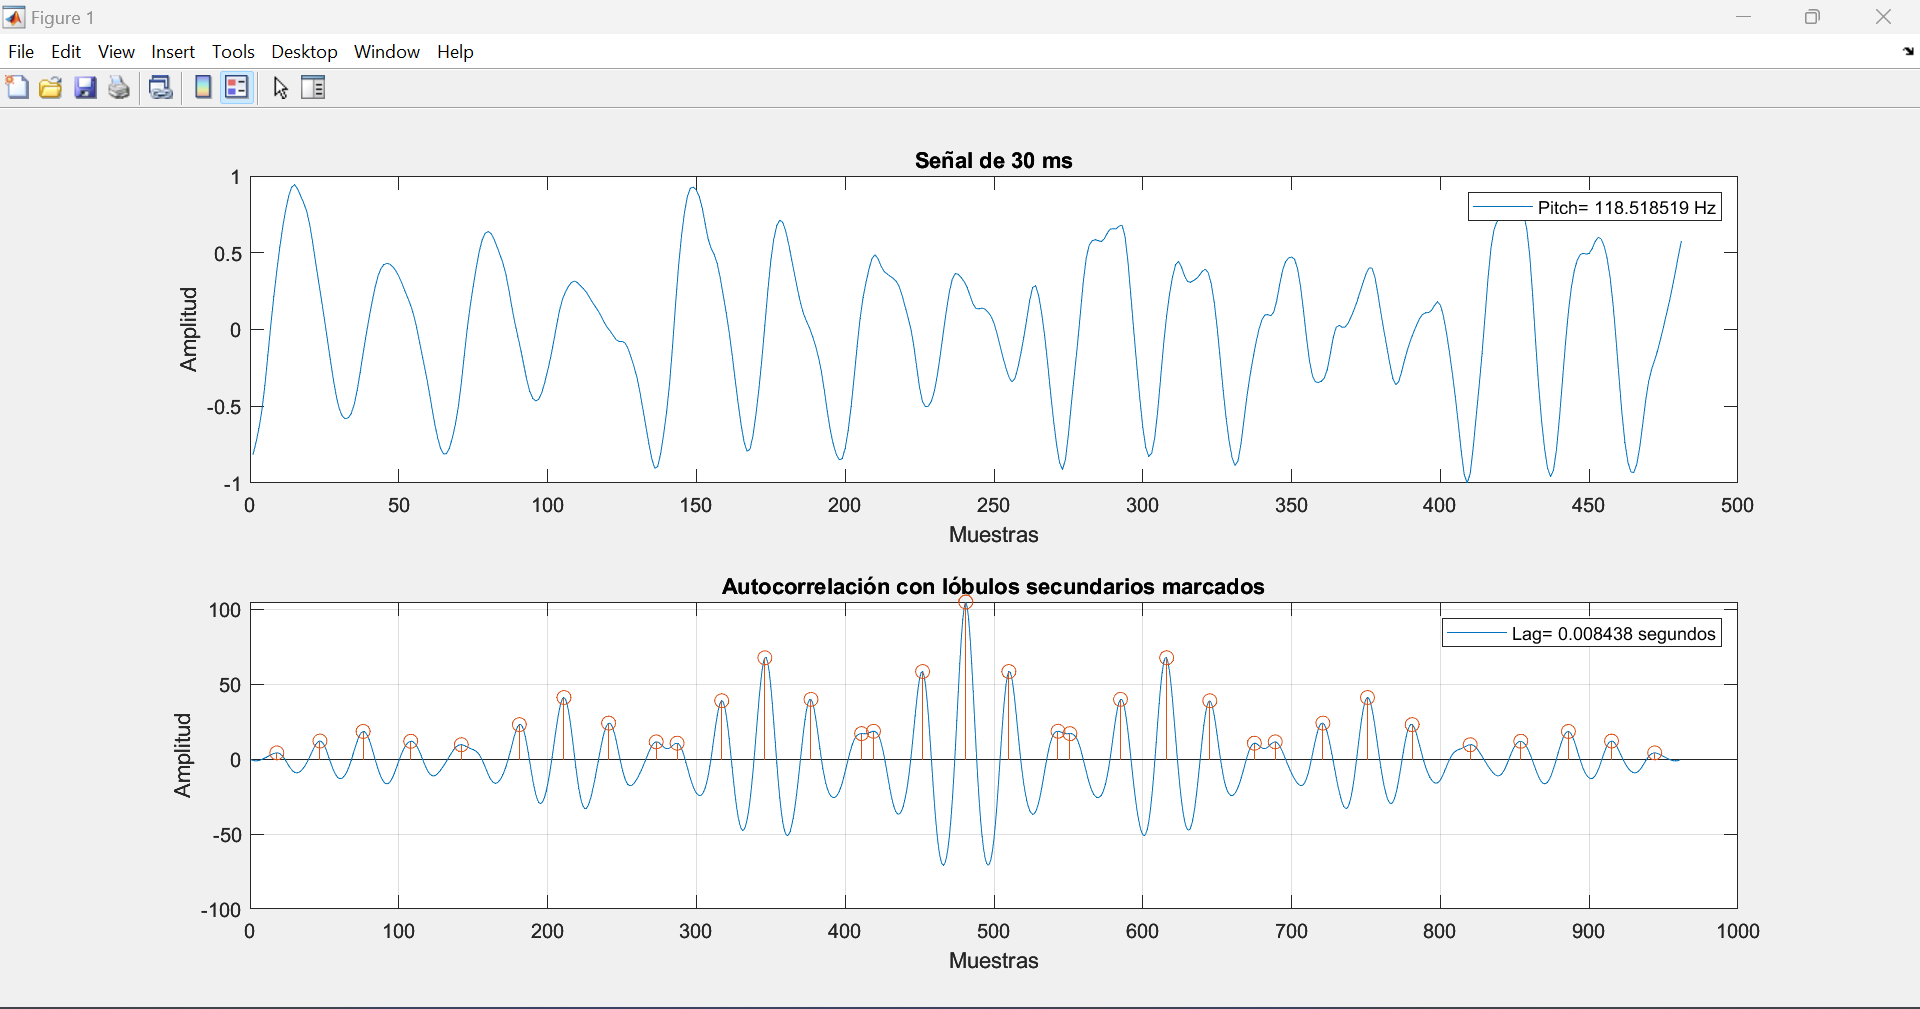 Figure 1
File Edit View Insert Tools Desktop Window Help
Señal de 30 ms
1
0.5
0
-0.5
-1
Amplitud
Pitch= 118.518519 Hz
0 50 100 150 200 250 300 350 400 450 500
Muestras
Autocorrelación con lóbulos secundarios marcados
100
50
0
-50
-100
Amplitud
Lag= 0.008438 segundos
0 100 200 300 400 500 600 700 800 900 1000
Muestras